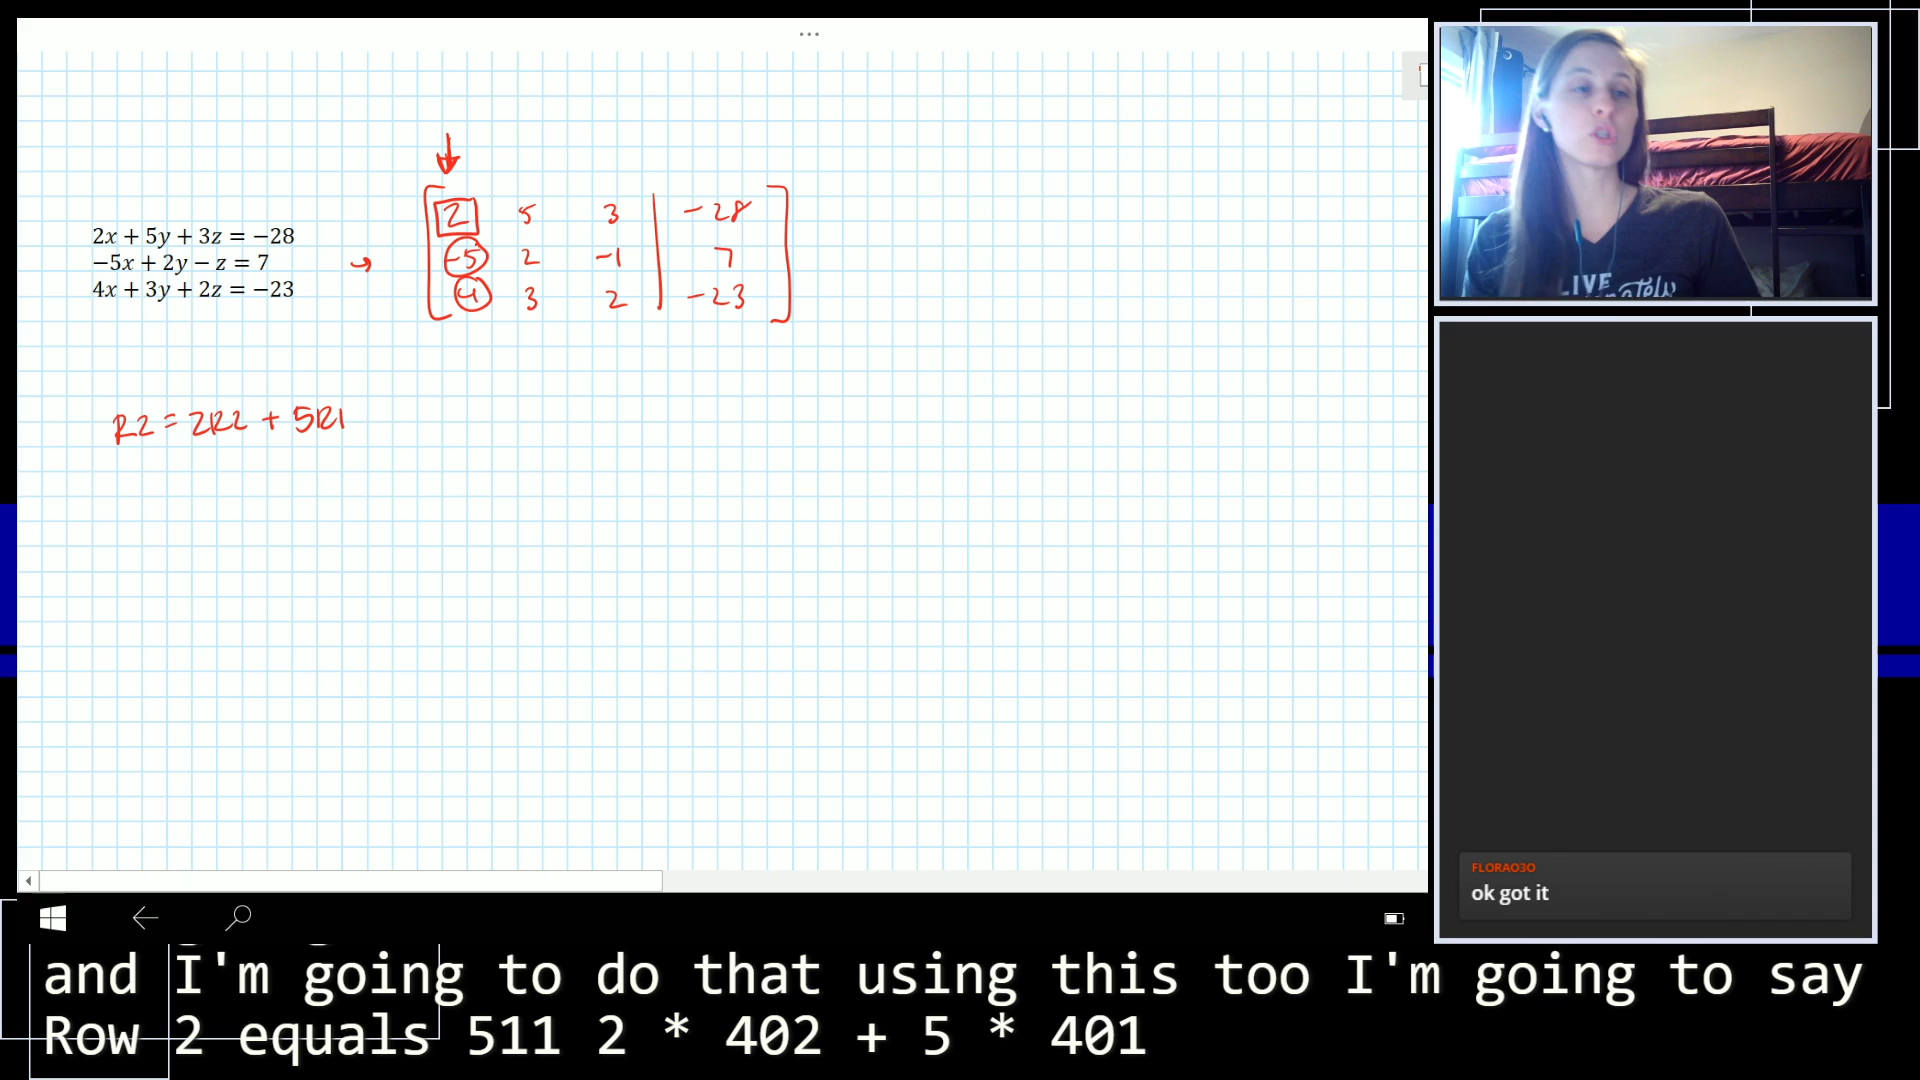 2x + 5y + 3z = −28
−5x + 2y − z = 7
4x + 3y + 2z = −23
2 5 3 | -28
-5 2 -1 | 7
4 3 2 | -23
R2 = 2R2 + 5R1
LIVE
FLORAO3O
ok got it
and I'm going to do that using this too I'm going to say
Row 2 equals 511 2 * 402 + 5 * 401